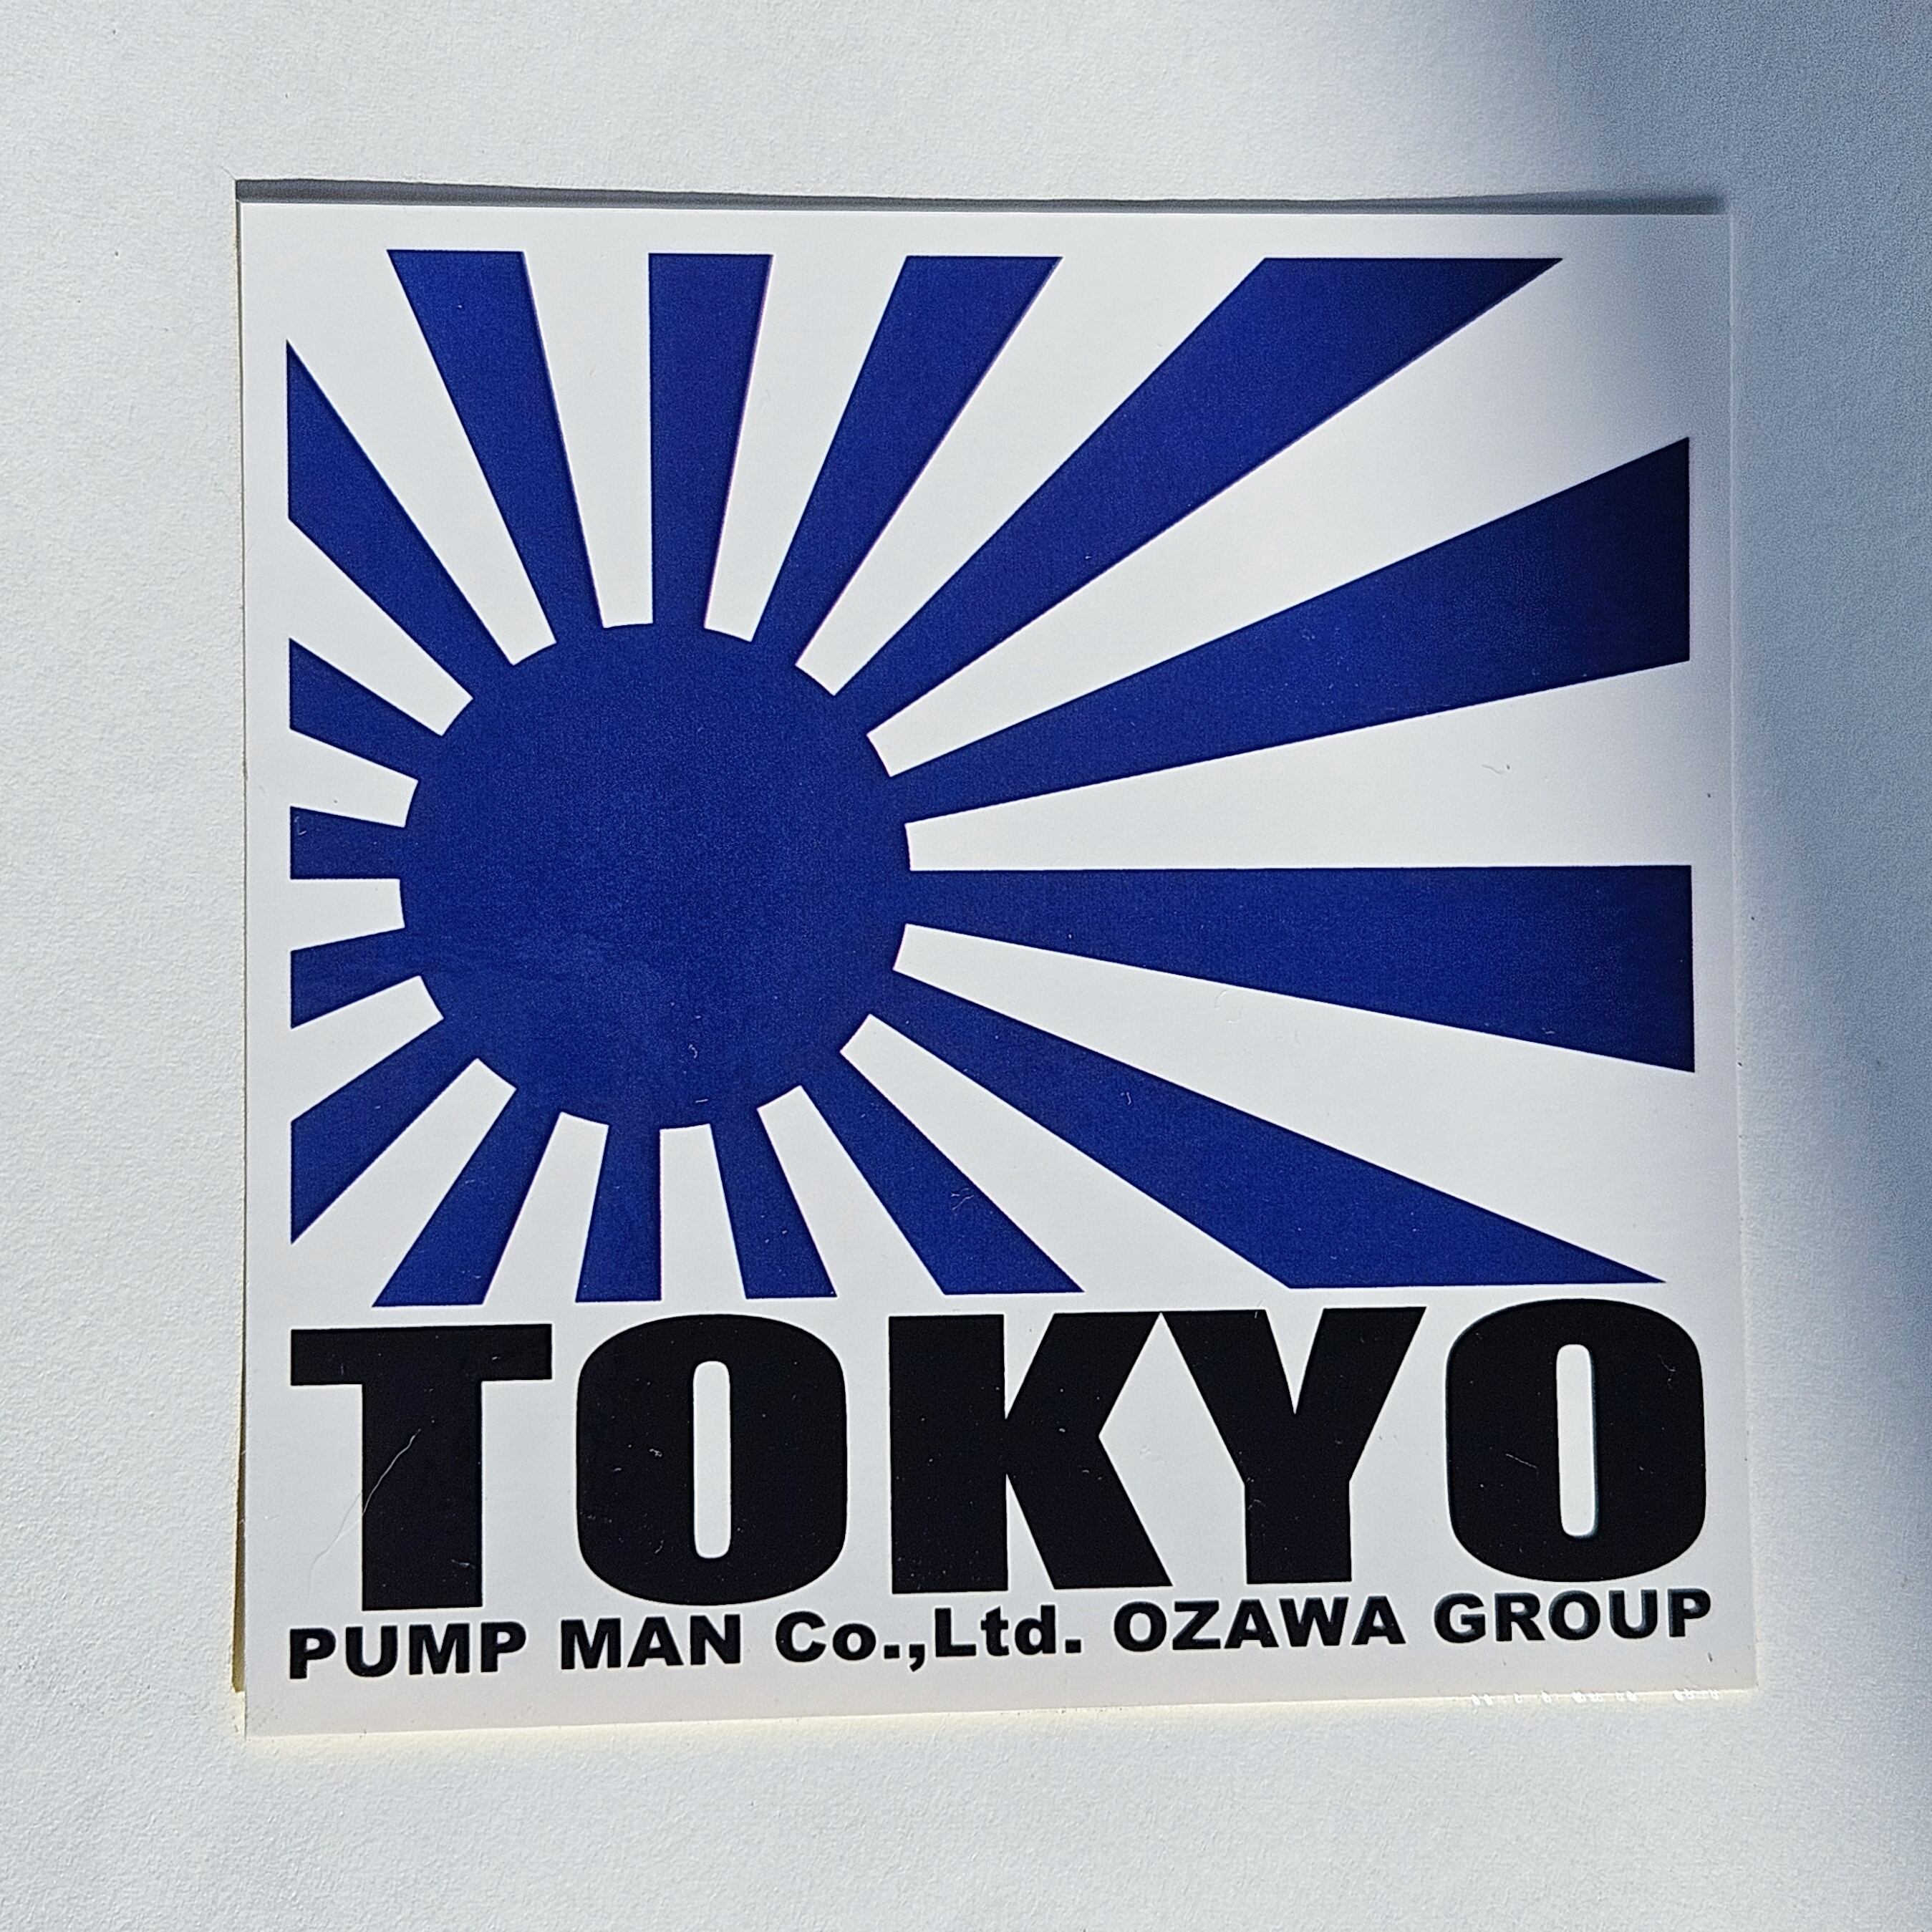 TOKYO
PUMP MAN Co.,Ltd. OZAWA GROUP